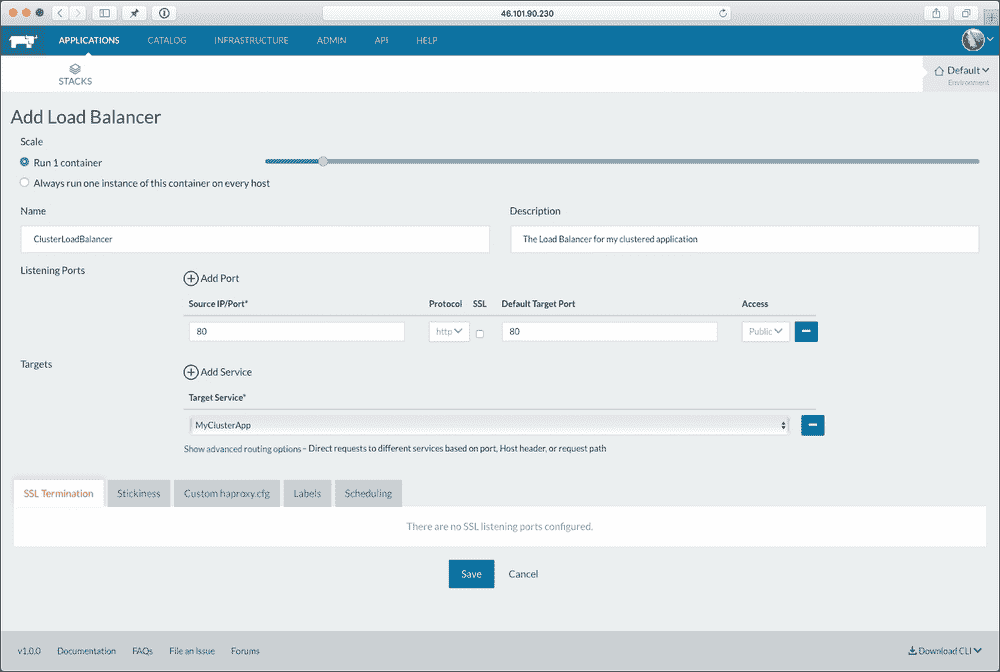 46.101.90.230
APPLICATIONS CATALOG INFRASTRUCTURE ADMIN API HELP
STACKS
Default
Environment
Add Load Balancer
Scale
Run 1 container
Always run one instance of this container on every host
Name Description
ClusterLoadBalancer The Load Balancer for my clustered application
Listening Ports
Add Port
Source IP/Port* Protocol SSL Default Target Port Access
80 http 80 Public
Targets
Add Service
Target Service*
MyClusterApp
Show advanced routing options – Direct requests to different services based on port, Host header, or request path
SSL Termination Stickiness Custom haproxy.cfg Labels Scheduling
There are no SSL listening ports configured.
Save Cancel
v1.0.0 Documentation FAQs File an Issue Forums Download CLI